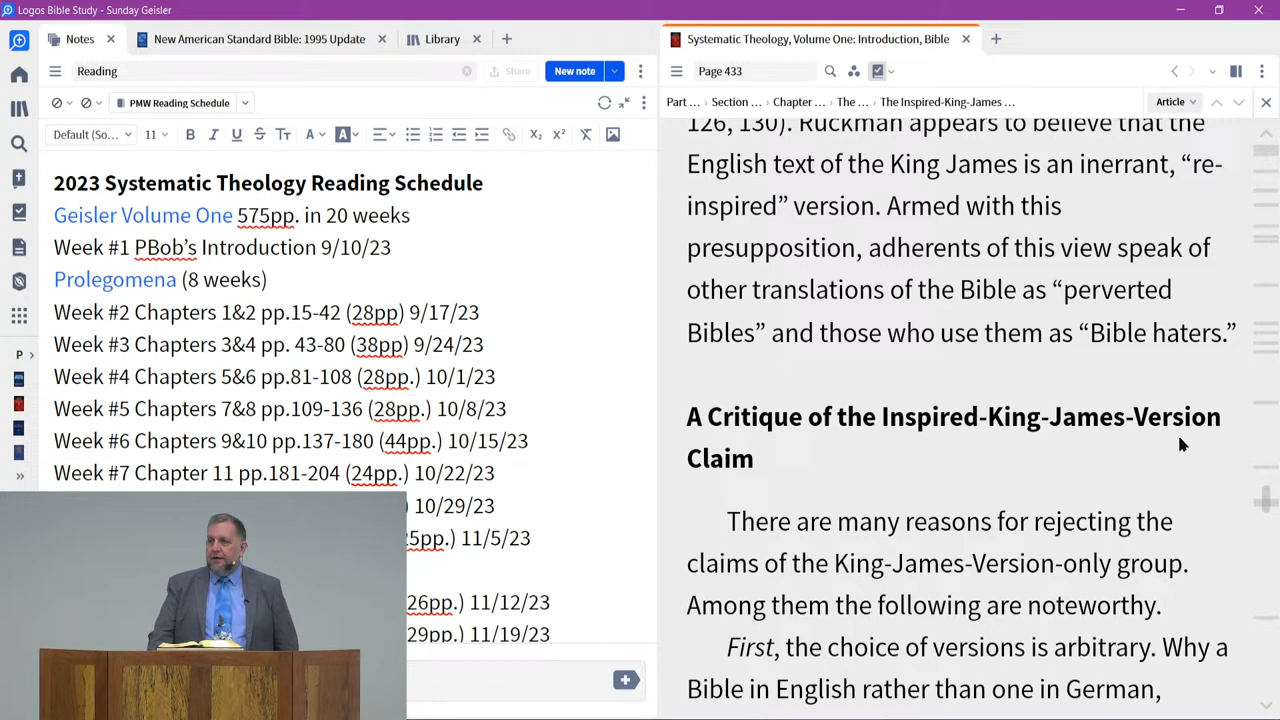 Logos Bible Study - Sunday Geisler
Notes
New American Standard Bible: 1995 Update
Library
Reading
Share
New note
PMW Reading Schedule
Default (So...
11
B I U S Tt A A
X₂ X²
2023 Systematic Theology Reading Schedule
Geisler Volume One 575pp. in 20 weeks
Week #1 PBob’s Introduction 9/10/23
Prolegomena (8 weeks)
Week #2 Chapters 1&2 pp.15-42 (28pp) 9/17/23
Week #3 Chapters 3&4 pp. 43-80 (38pp) 9/24/23
Week #4 Chapters 5&6 pp.81-108 (28pp.) 10/1/23
Week #5 Chapters 7&8 pp.109-136 (28pp.) 10/8/23
Week #6 Chapters 9&10 pp.137-180 (44pp.) 10/15/23
Week #7 Chapter 11 pp.181-204 (24pp.) 10/22/23
) 10/29/23
5pp.) 11/5/23
26pp.) 11/12/23
29pp.) 11/19/23
P
Systematic Theology, Volume One: Introduction, Bible
Page 433
Part ... › Section ... › Chapter ... › The ... › The Inspired-King-James ...
Article
126, 130). Ruckman appears to believe that the
English text of the King James is an inerrant, “re-
inspired” version. Armed with this
presupposition, adherents of this view speak of
other translations of the Bible as “perverted
Bibles” and those who use them as “Bible haters.”
A Critique of the Inspired-King-James-Version
Claim
There are many reasons for rejecting the
claims of the King-James-Version-only group.
Among them the following are noteworthy.
First, the choice of versions is arbitrary. Why a
Bible in English rather than one in German,